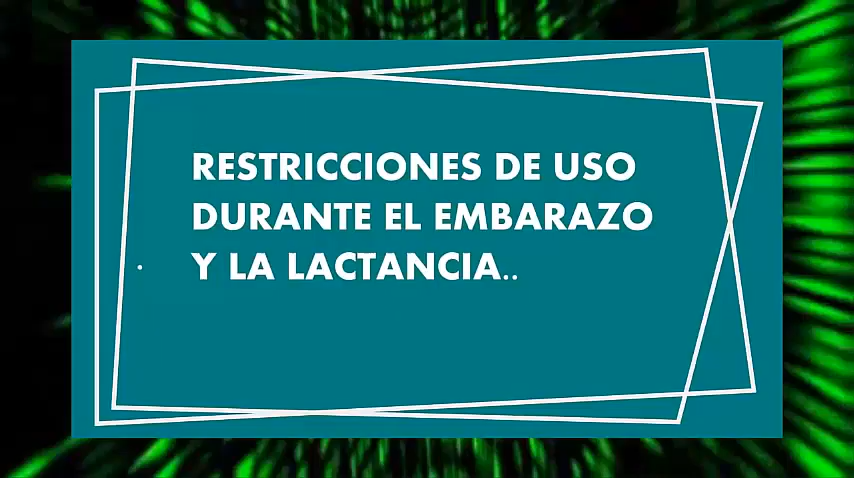 RESTRICCIONES DE USO
DURANTE EL EMBARAZO
Y LA LACTANCIA..